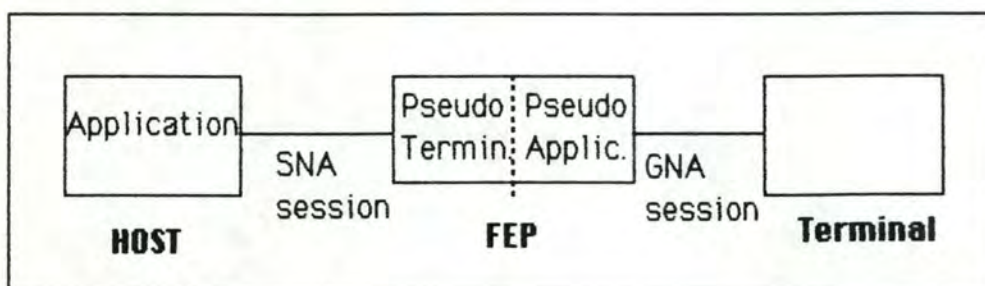 Application
SNA
session
HOST
Pseudo Pseudo
Termin. Applic.
FEP
GNA
session
Terminal